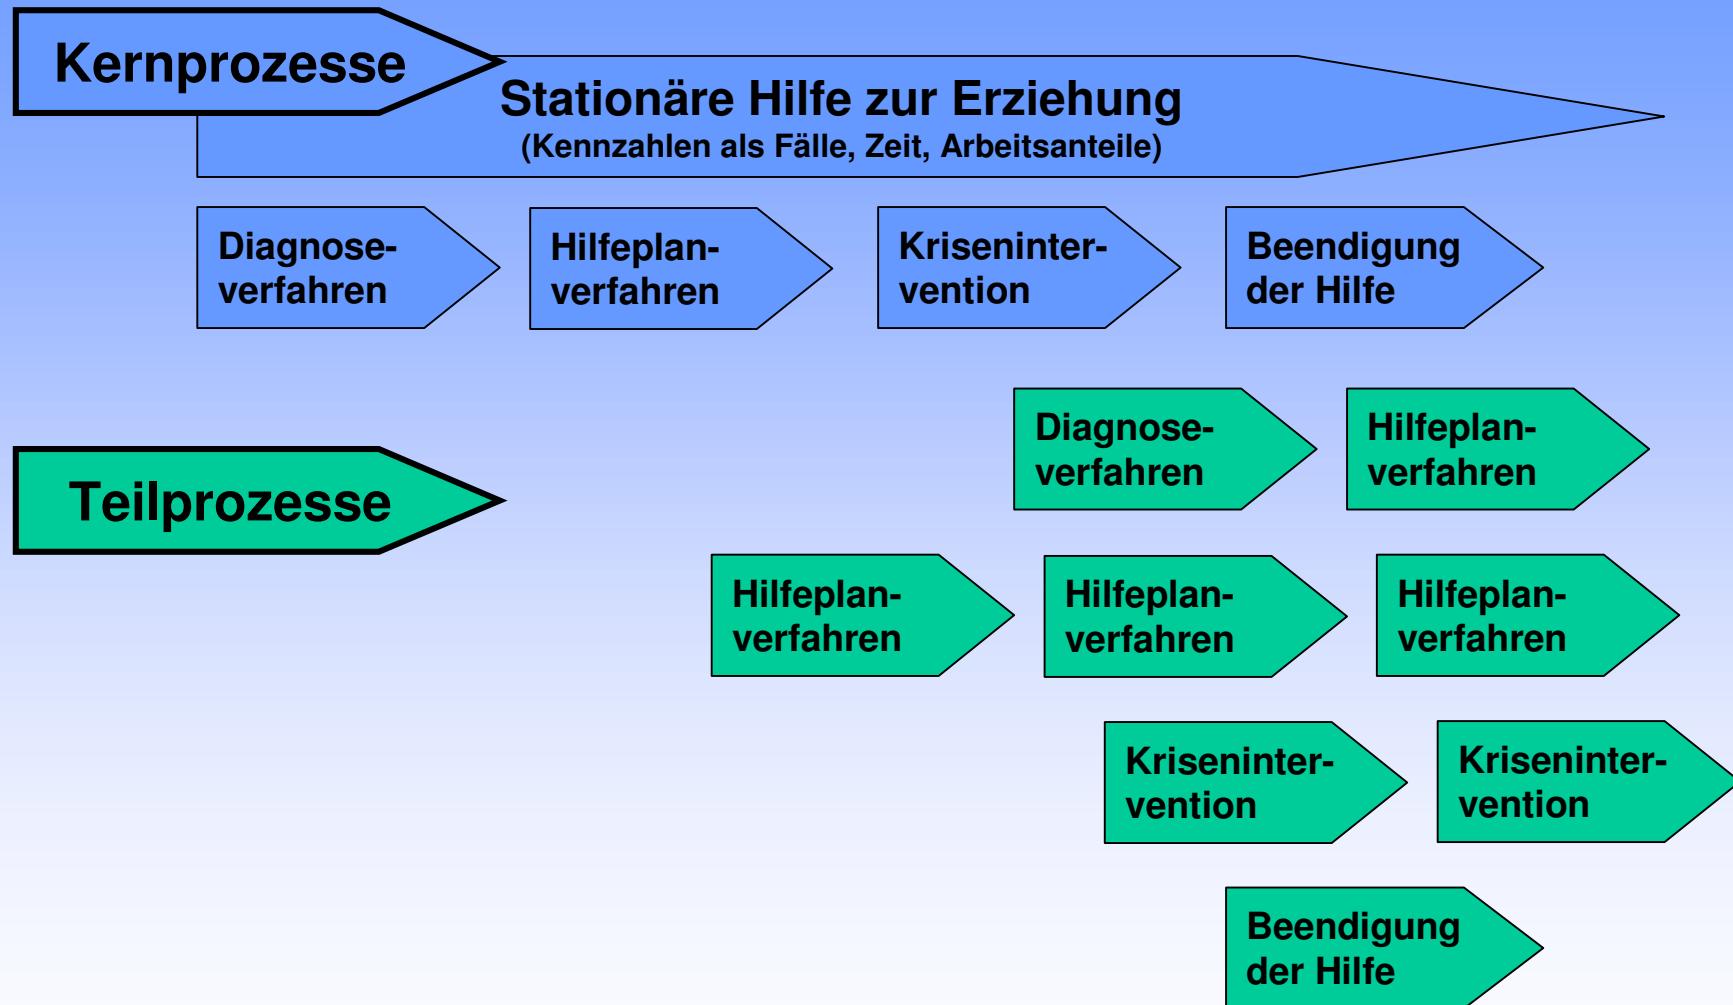 Kernprozesse
Stationäre Hilfe zur Erziehung
(Kennzahlen als Fälle, Zeit, Arbeitsanteile)
Diagnose-
verfahren
Hilfeplan-
verfahren
Kriseninter-
vention
Beendigung
der Hilfe
Diagnose-
verfahren
Hilfeplan-
verfahren
Teilprozesse
Hilfeplan-
verfahren
Hilfeplan-
verfahren
Hilfeplan-
verfahren
Kriseninter-
vention
Kriseninter-
vention
Beendigung
der Hilfe